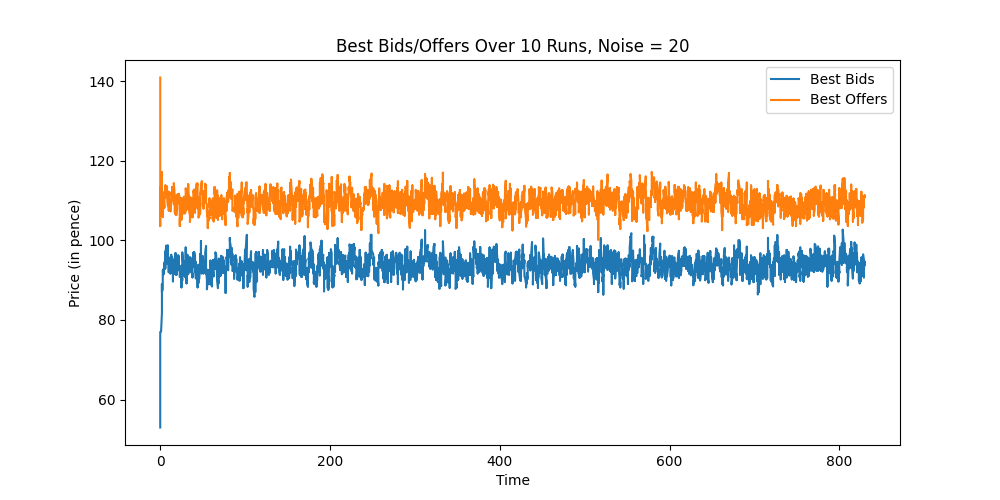 Best Bids/Offers Over 10 Runs, Noise = 20
Best Bids
Best Offers
Price (in pence)
140
120
100
80
60
0
200
400
600
800
Time